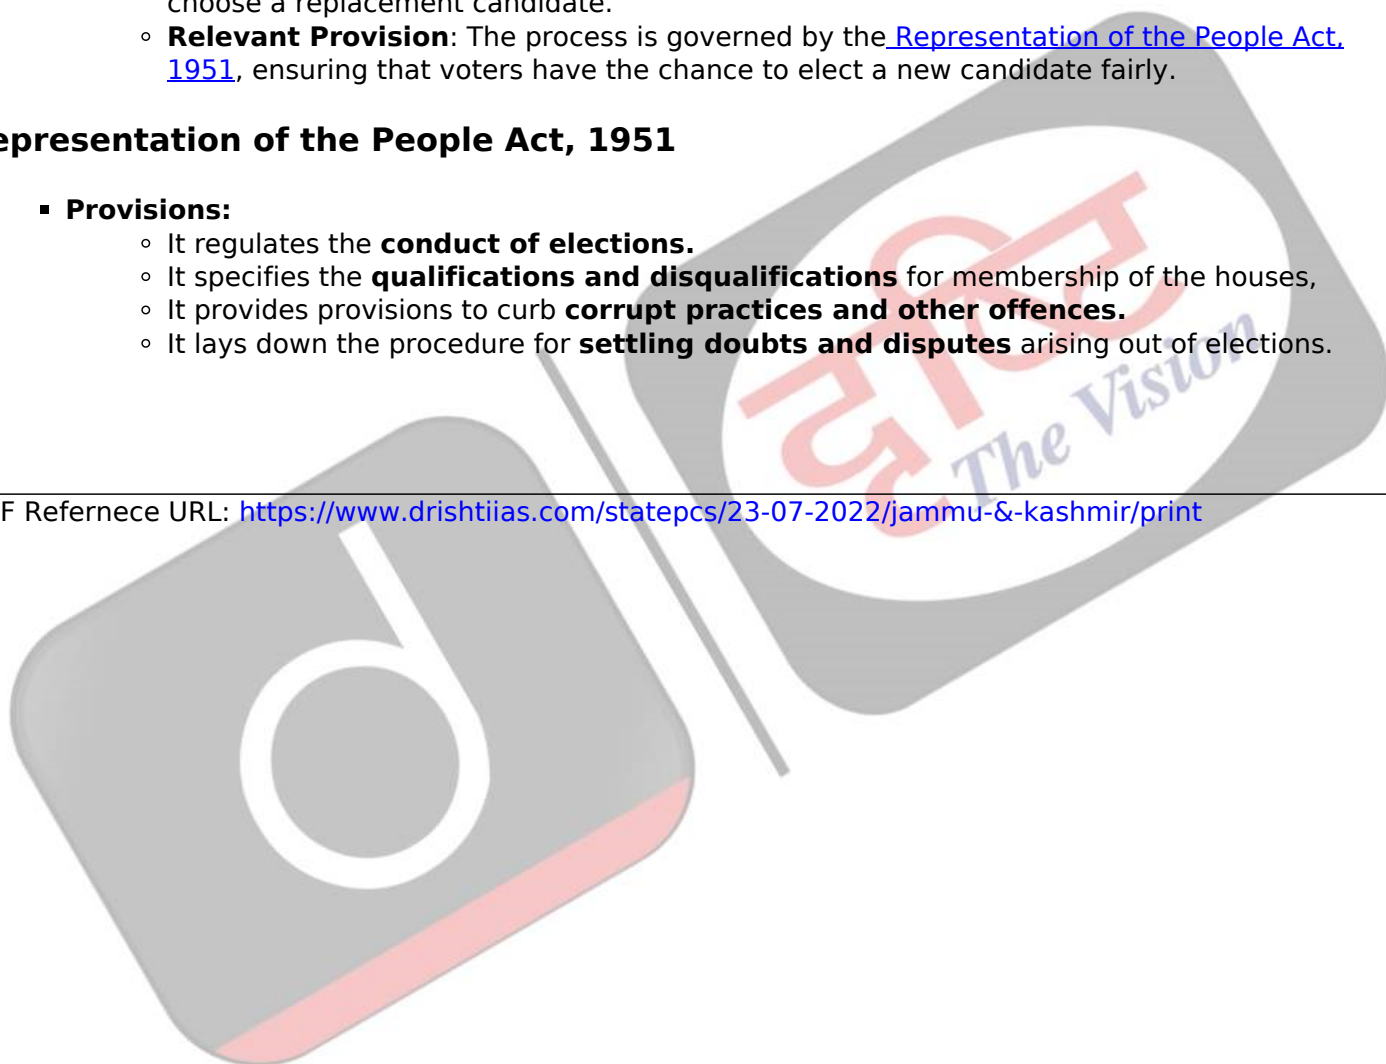 choose a replacement candidate.
◦ Relevant Provision: The process is governed by the Representation of the People Act,
1951, ensuring that voters have the chance to elect a new candidate fairly.
epresentation of the People Act, 1951
▪ Provisions:
◦ It regulates the conduct of elections.
◦ It specifies the qualifications and disqualifications for membership of the houses,
◦ It provides provisions to curb corrupt practices and other offences.
◦ It lays down the procedure for settling doubts and disputes arising out of elections.
दृष्टि
The Vision
F Refernece URL: https://www.drishtiias.com/statepcs/23-07-2022/jammu-&-kashmir/print
d